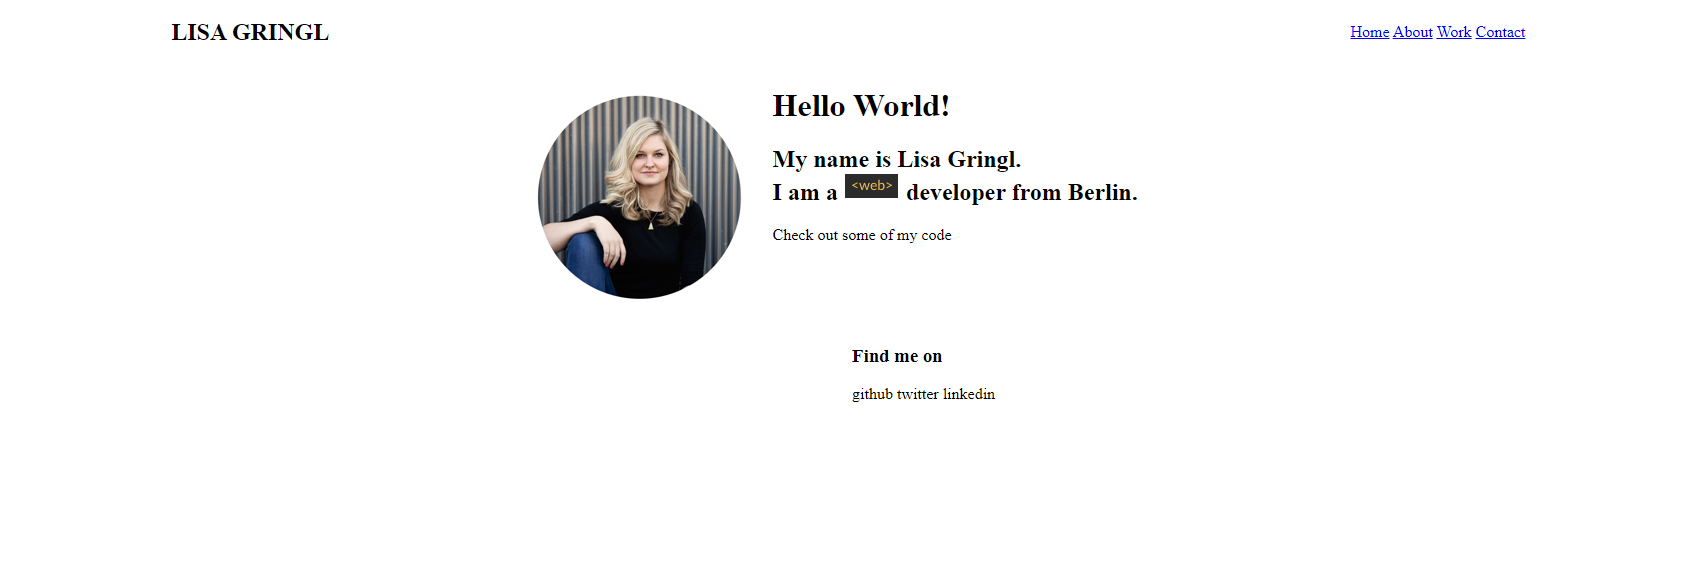 LISA GRINGL
Home About Work Contact
Hello World!
My name is Lisa Gringl.
I am a <web> developer from Berlin.
Check out some of my code
Find me on
github twitter linkedin